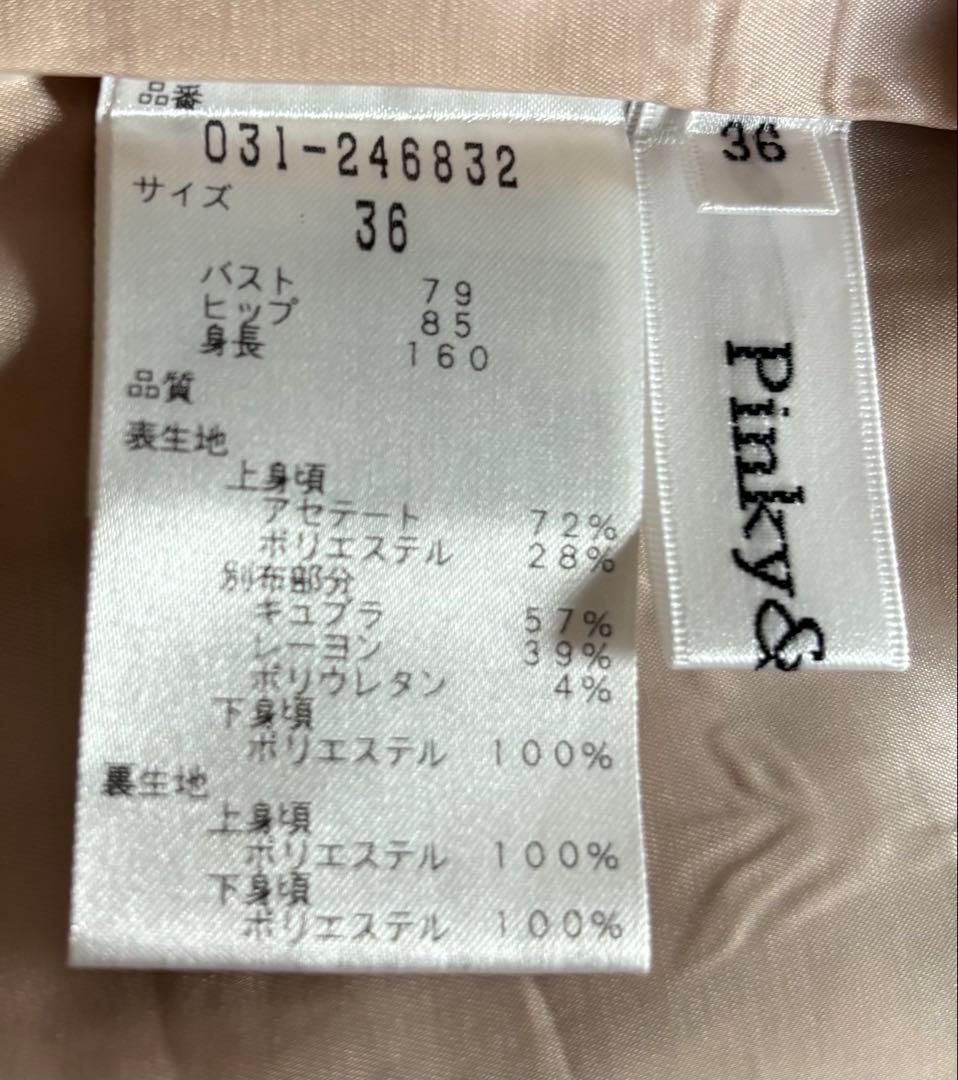 品番
031-246832
サイズ
36
バスト 79
ヒップ 85
身長 160
品質
表生地
上身頃
アセテート 72%
ポリエステル 28%
別布部分
キュプラ 57%
レーヨン 39%
ポリウレタン 4%
下身頃
ポリエステル 100%
裏生地
上身頃
ポリエステル 100%
下身頃
ポリエステル 100%
36
Pinky&